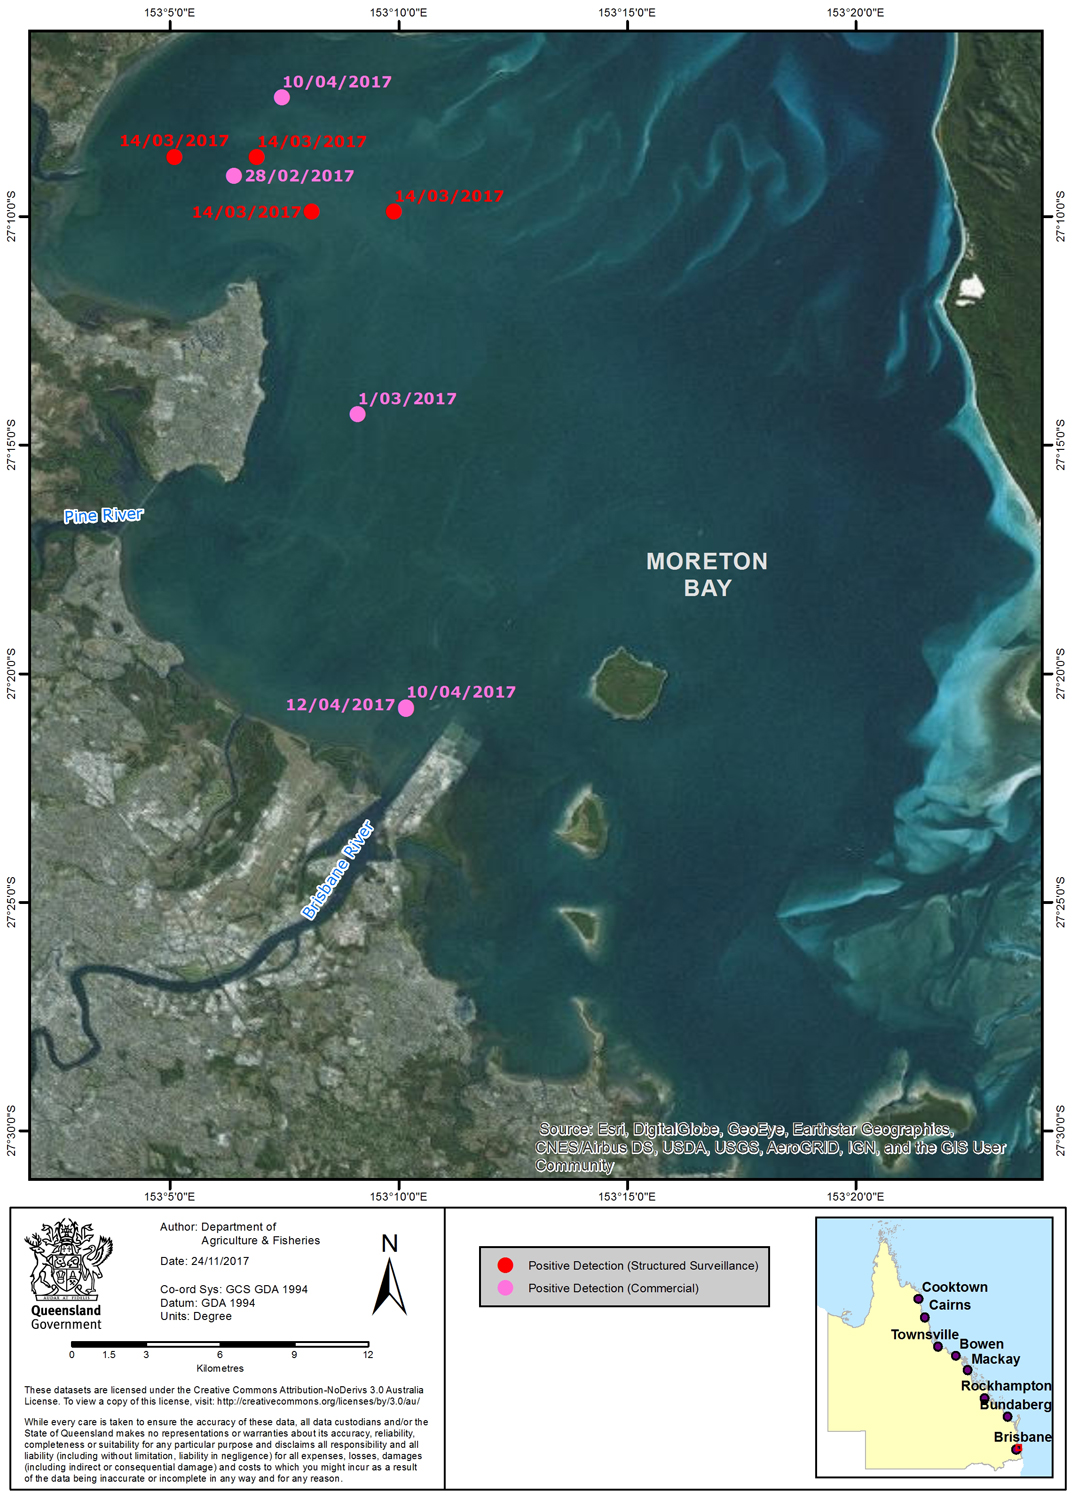 153°5'0"E 153°10'0"E 153°15'0"E 153°20'0"E
10/04/2017
14/03/2017 14/03/2017
28/02/2017
14/03/2017
14/03/2017
27°10'0"S 27°10'0"S
1/03/2017
27°15'0"S 27°15'0"S
Pine River
MORETON
BAY
27°20'0"S 27°20'0"S
10/04/2017
12/04/2017
Brisbane River
27°25'0"S 27°25'0"S
27°30'0"S 27°30'0"S
Source: Esri, DigitalGlobe, GeoEye, Earthstar Geographics,
CNES/Airbus DS, USDA, USGS, AeroGRID, IGN, and the GIS User
Community
153°5'0"E 153°10'0"E 153°15'0"E 153°20'0"E
AUDAX AT FIDELIS
Queensland
Government
Author: Department of
Agriculture & Fisheries
Date: 24/11/2017
Co-ord Sys: GCS GDA 1994
Datum: GDA 1994
Units: Degree
N
0 1.5 3 6 9 12
Kilometres
These datasets are licensed under the Creative Commons Attribution-NoDerivs 3.0 Australia
License. To view a copy of this license, visit: http://creativecommons.org/licenses/by/3.0/au/
While every care is taken to ensure the accuracy of these data, all data custodians and/or the
State of Queensland makes no representations or warranties about its accuracy, reliability,
completeness or suitability for any particular purpose and disclaims all responsibility and all
liability (including without limitation, liability in negligence) for all expenses, losses, damages
(including indirect or consequential damage) and costs to which you might incur as a result
of the data being inaccurate or incomplete in any way and for any reason.
Positive Detection (Structured Surveillance)
Positive Detection (Commercial)
Cooktown
Cairns
Townsville
Bowen
Mackay
Rockhampton
Bundaberg
Brisbane